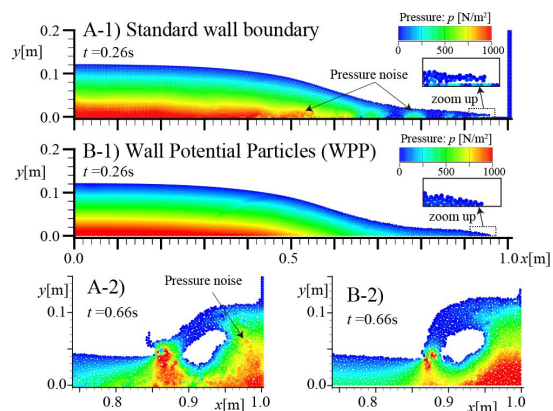 A-1) Standard wall boundary
Pressure: p [N/m²]
0 500 1000
y[m]
t =0.26s
0.2
0.1
0.0
Pressure noise
zoom up
B-1) Wall Potential Particles (WPP)
Pressure: p [N/m²]
0 500 1000
y[m]
t =0.26s
0.2
0.1
0.0
zoom up
0.0 0.5 1.0 x[m]
A-2)
Pressure noise
y[m]
t =0.66s
0.1
0.0
0.8 0.9 1.0
x[m]
B-2)
y[m]
t =0.66s
0.1
0.0
0.8 0.9 1.0
x[m]